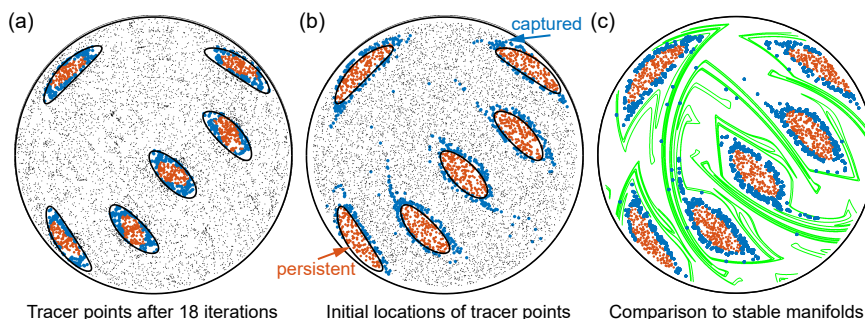 (a)
(b)
captured
(c)
persistent
Tracer points after 18 iterations
Initial locations of tracer points
Comparison to stable manifolds